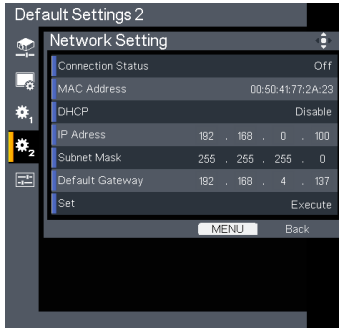 Default Settings 2
Network Setting
Connection Status Off
MAC Address 00:50:41:77:2A:23
DHCP Disable
IP Adress 192 . 168 . 0 . 100
Subnet Mask 255 . 255 . 255 . 0
Default Gateway 192 . 168 . 4 . 137
Set Execute
MENU Back
1
2